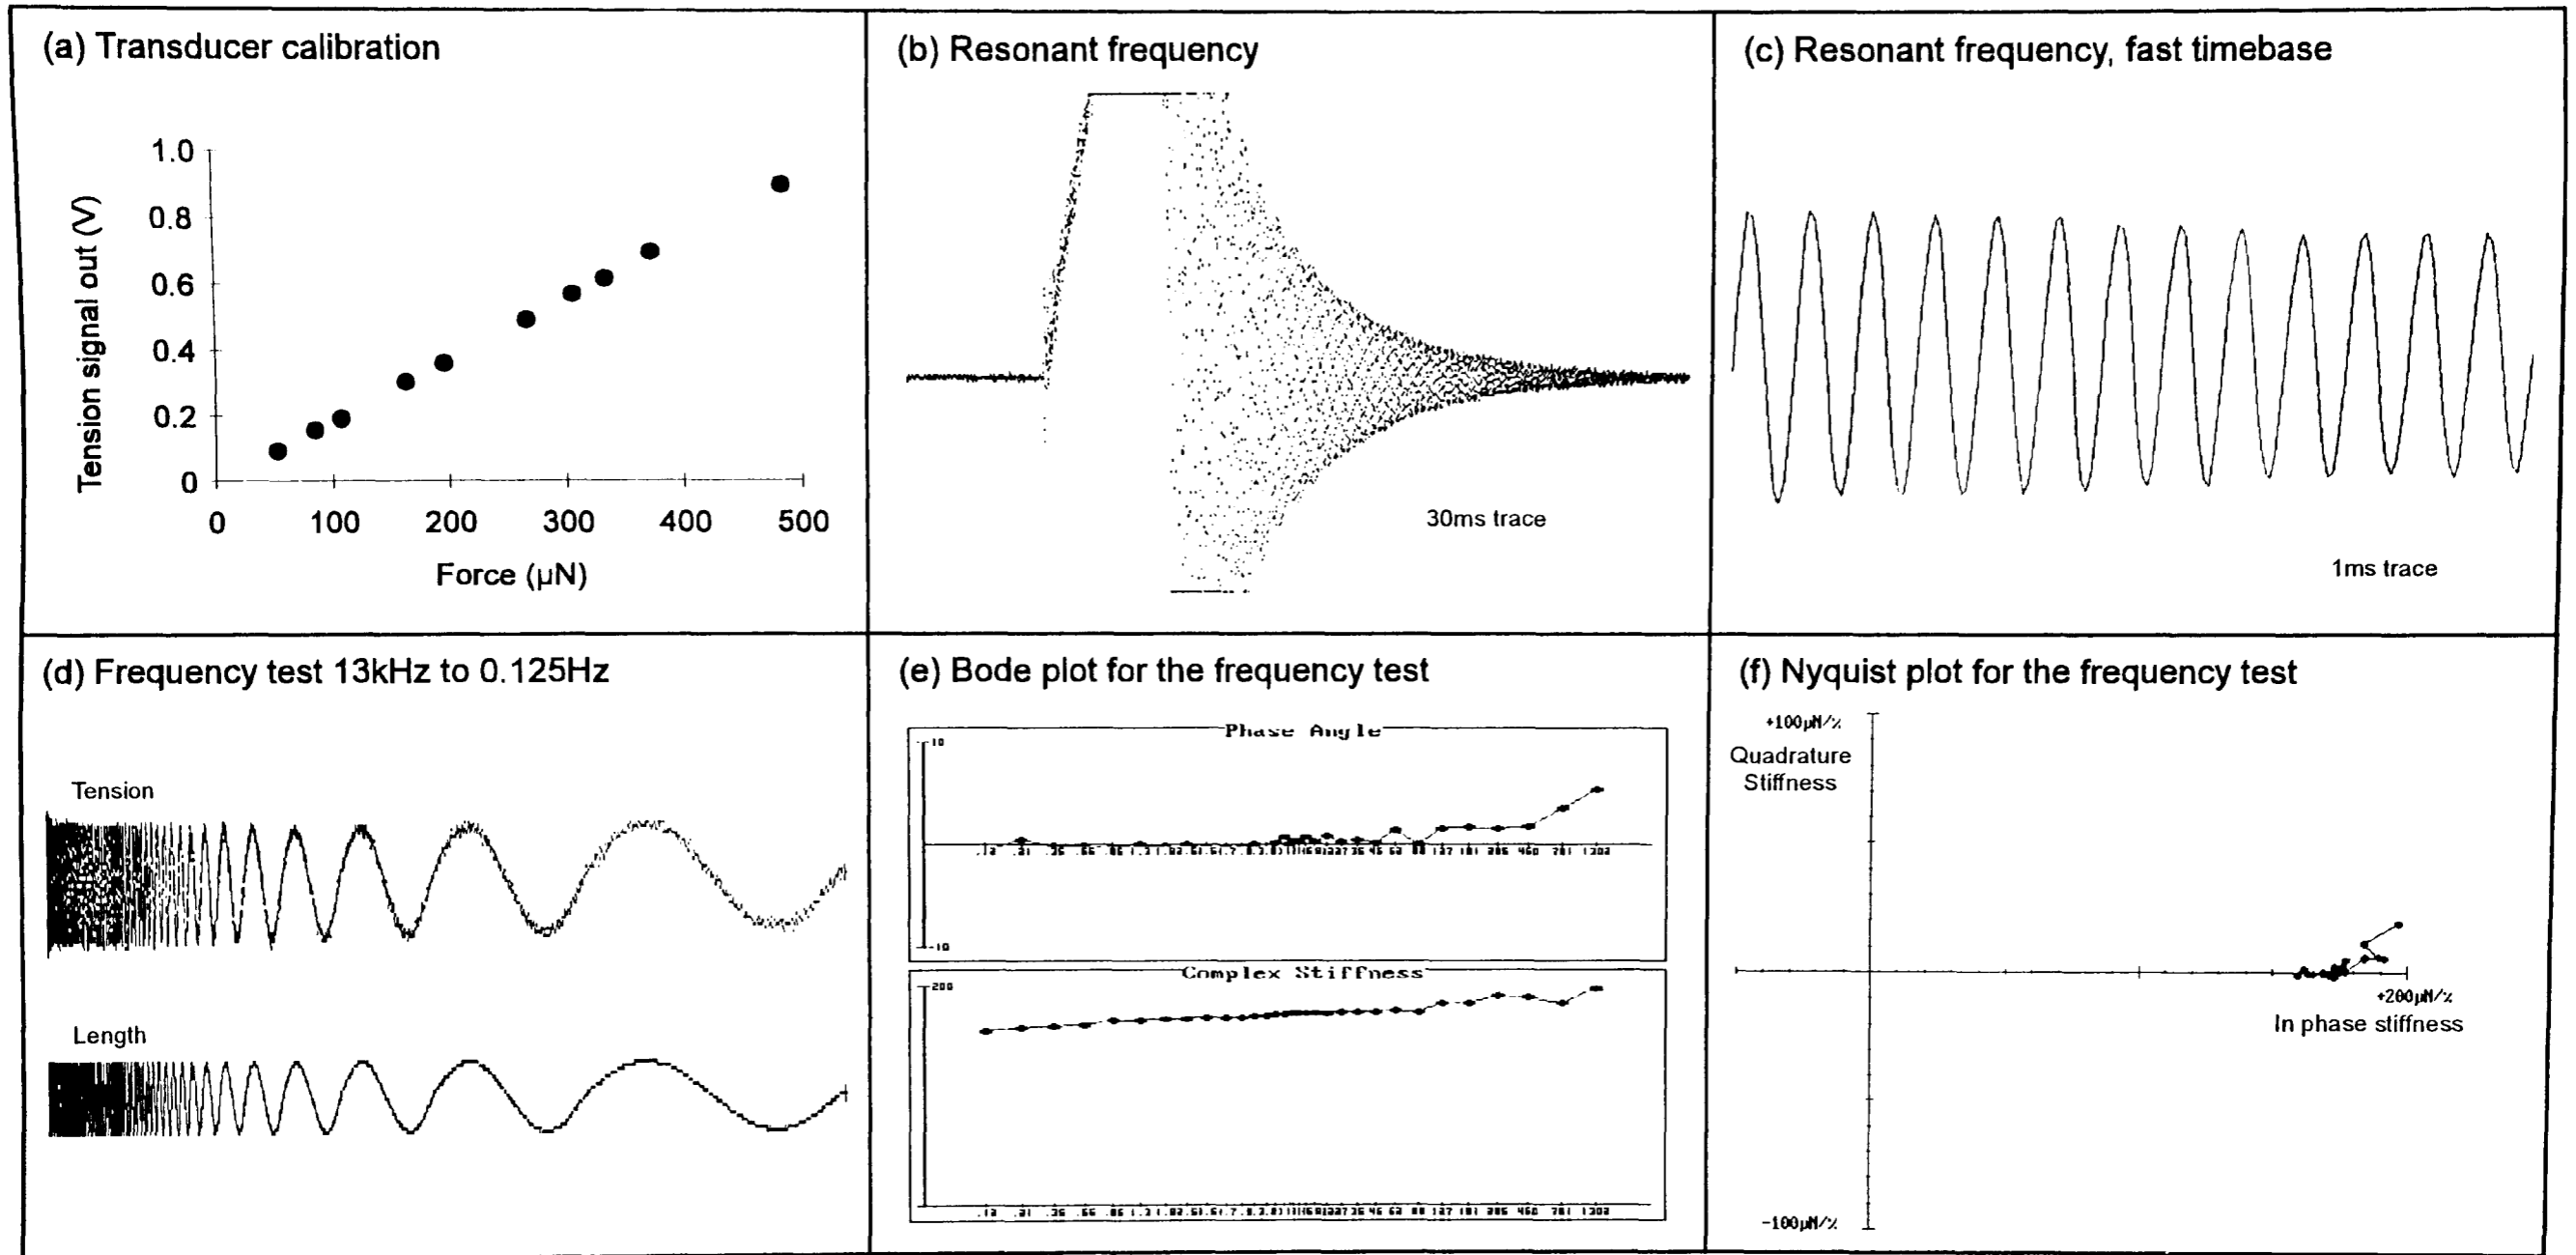 (a) Transducer calibration
1.0
0.8
0.6
0.4
0.2
0
Tension signal out (V)
0 100 200 300 400 500
Force (µN)
(b) Resonant frequency
30ms trace
(c) Resonant frequency, fast timebase
1ms trace
(d) Frequency test 13kHz to 0.125Hz
Tension
Length
(e) Bode plot for the frequency test
Phase Angle
10
-10
Complex Stiffness
200
(f) Nyquist plot for the frequency test
+100µN/%
Quadrature
Stiffness
+200µN/%
In phase stiffness
-100µN/%